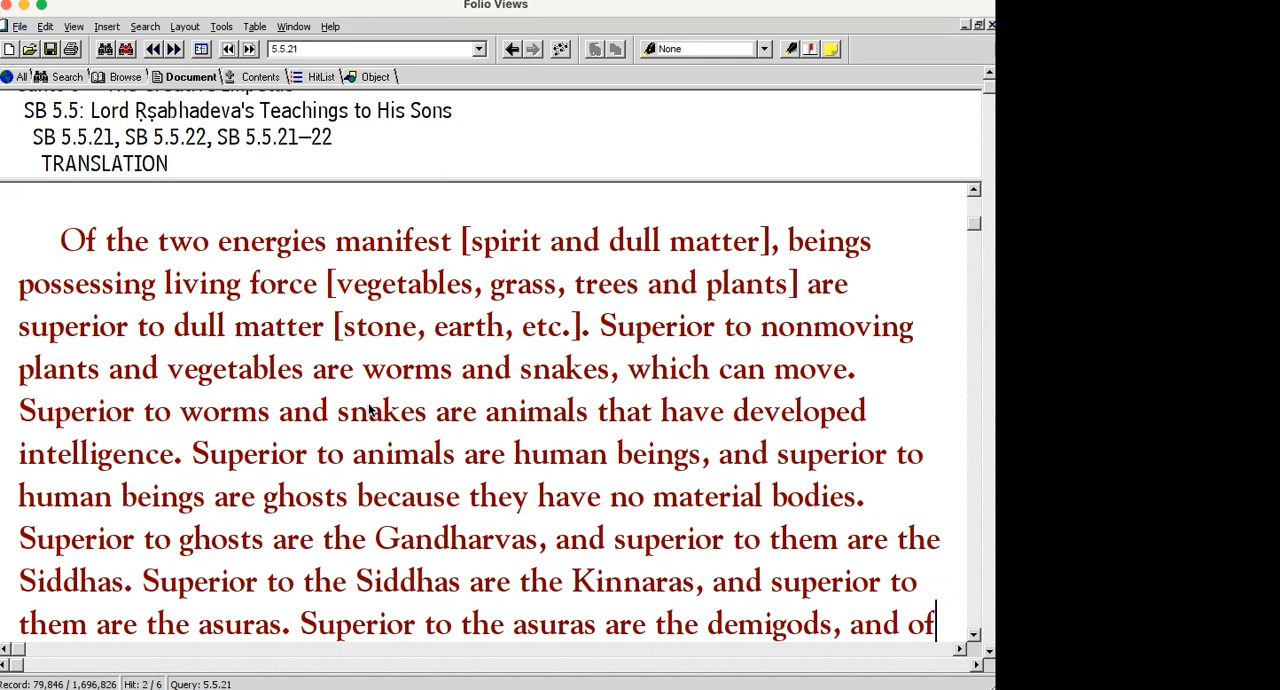 Folio Views
File Edit View Insert Search Layout Tools Table Window Help
5.5.21 None
All Search Browse Document Contents HitList Object
SB 5.5: Lord Ṛṣabhadeva's Teachings to His Sons
SB 5.5.21, SB 5.5.22, SB 5.5.21—22
TRANSLATION
Of the two energies manifest [spirit and dull matter], beings
possessing living force [vegetables, grass, trees and plants] are
superior to dull matter [stone, earth, etc.]. Superior to nonmoving
plants and vegetables are worms and snakes, which can move.
Superior to worms and snakes are animals that have developed
intelligence. Superior to animals are human beings, and superior to
human beings are ghosts because they have no material bodies.
Superior to ghosts are the Gandharvas, and superior to them are the
Siddhas. Superior to the Siddhas are the Kinnaras, and superior to
them are the asuras. Superior to the asuras are the demigods, and of
Record: 79,846 / 1,696,826 Hit: 2 / 6 Query: 5.5.21